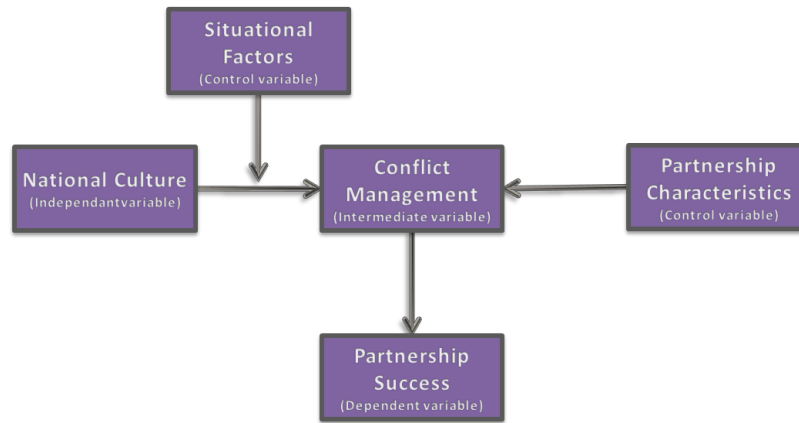 Situational
Factors
(Control variable)
National Culture
(Independantvariable)
Conflict
Management
(Intermediate variable)
Partnership
Characteristics
(Control variable)
Partnership
Success
(Dependent variable)